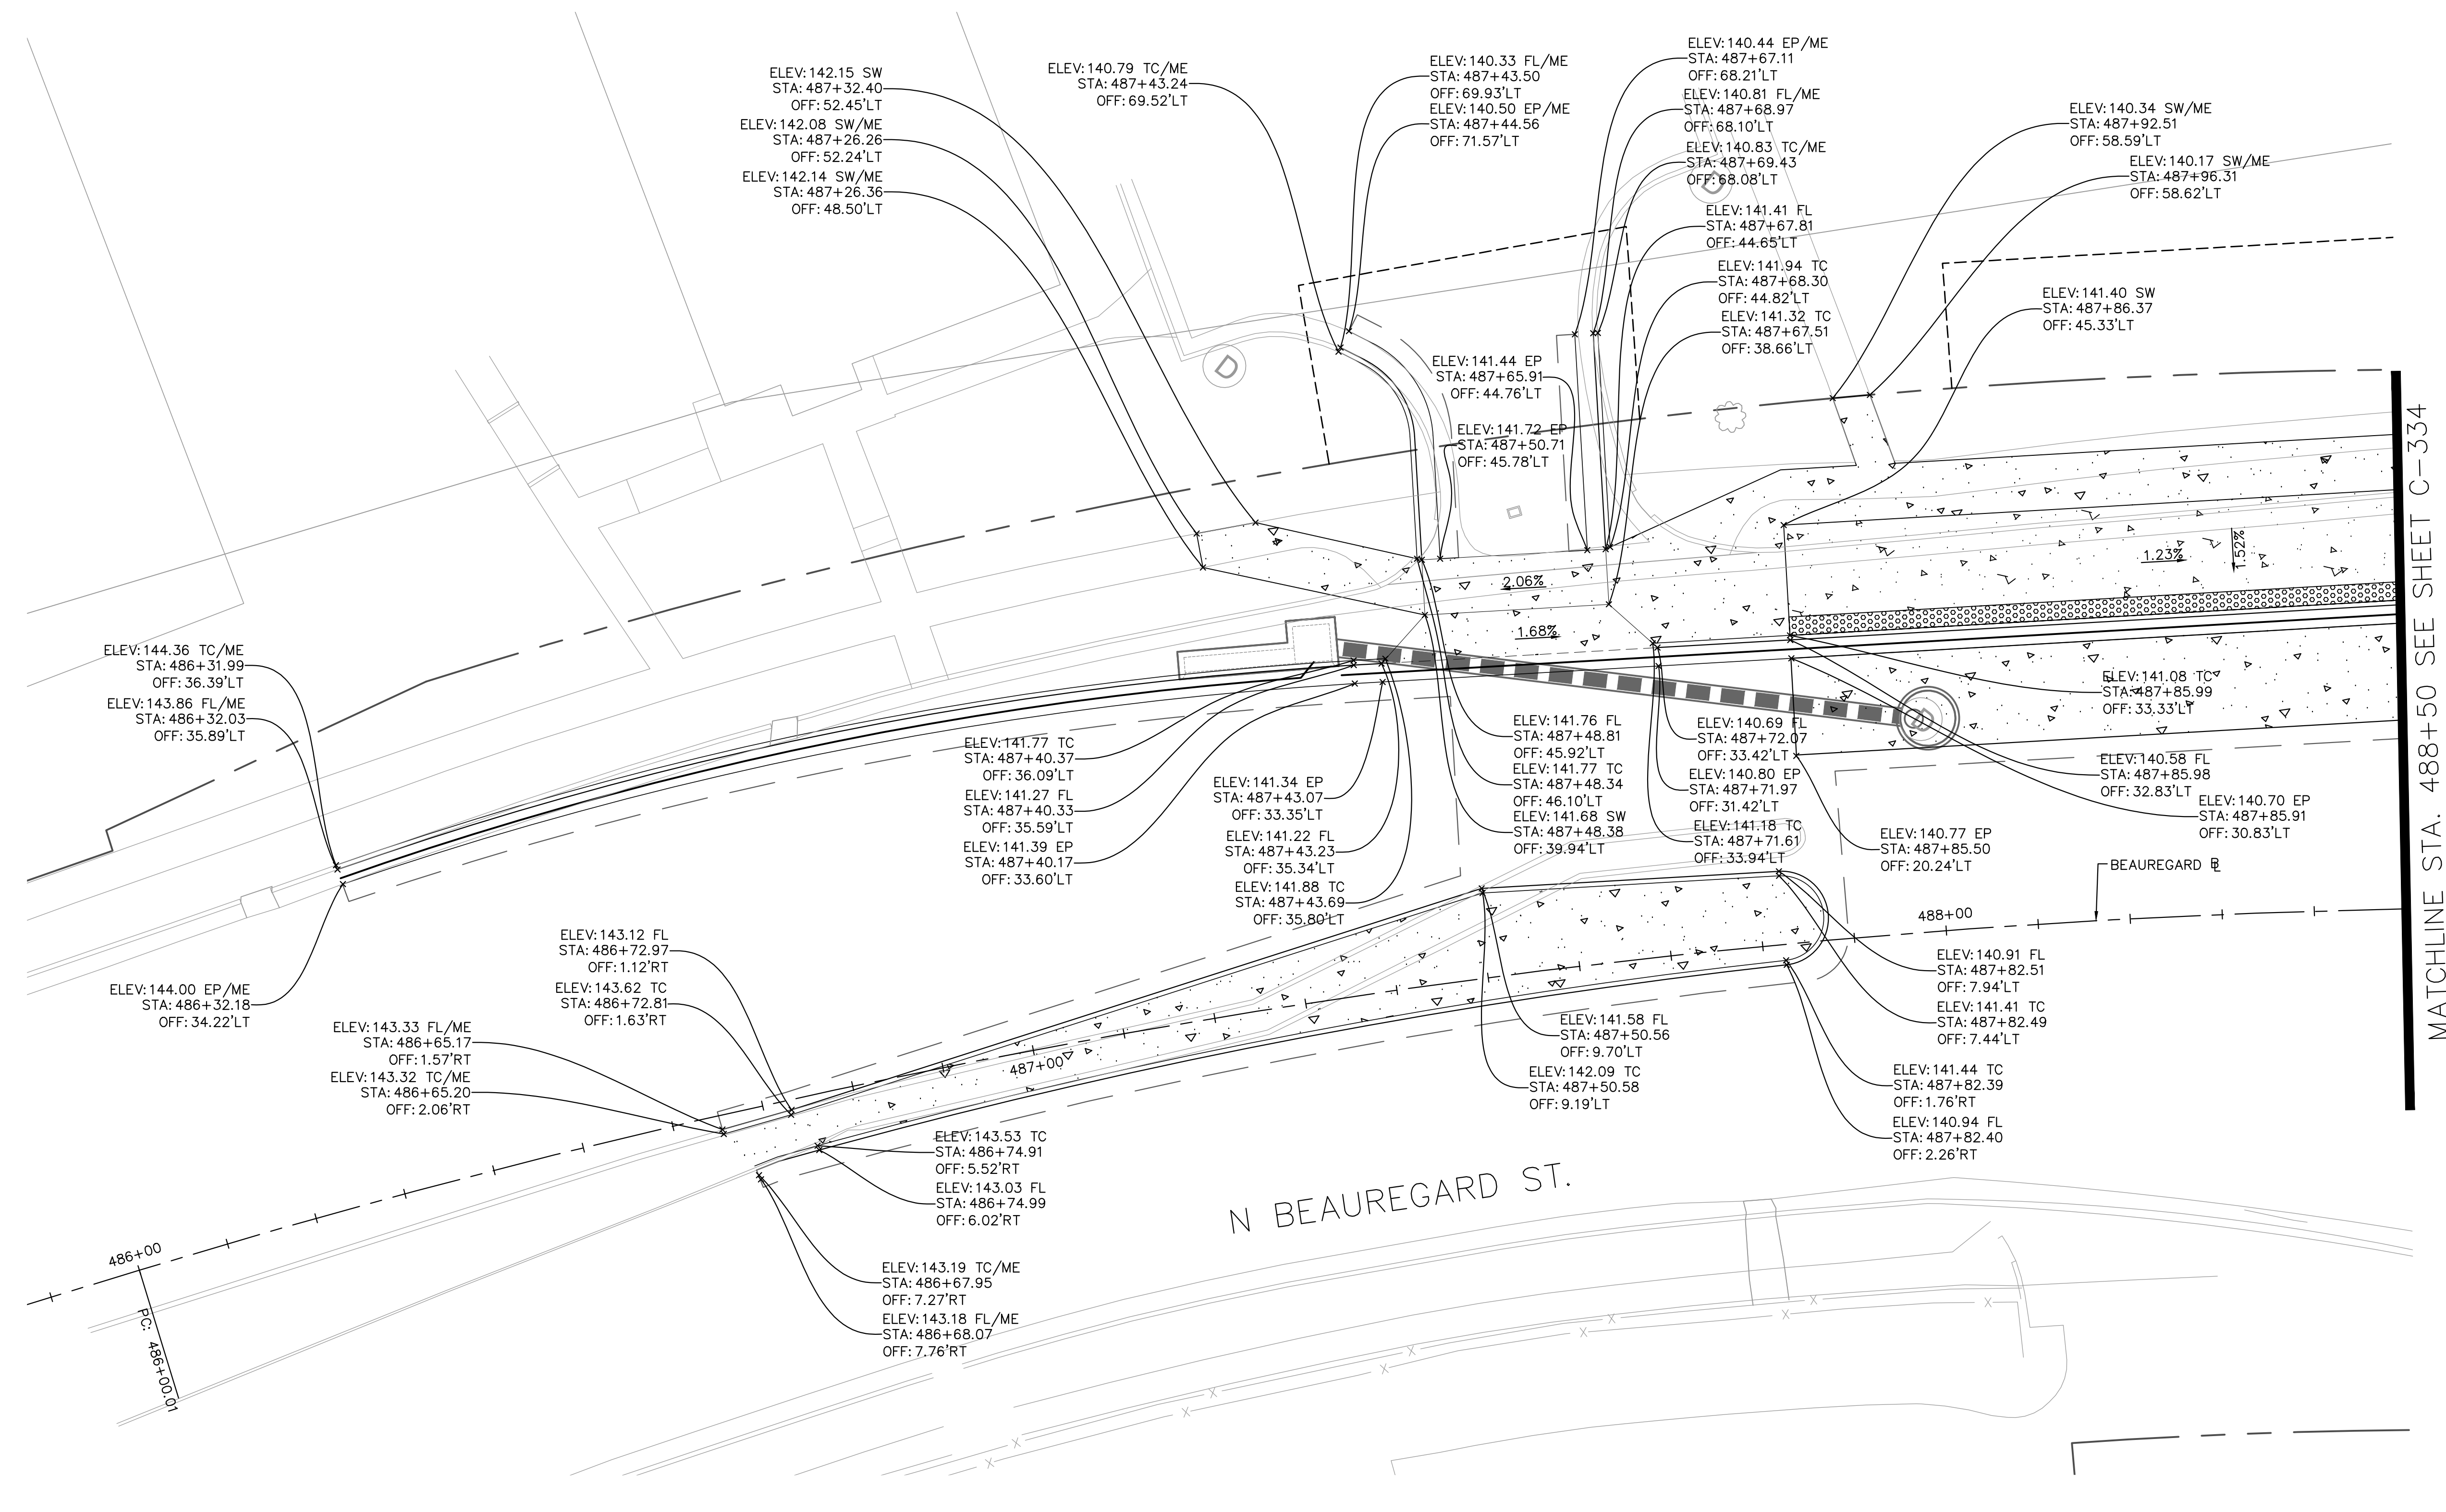 ELEV: 142.15 SW
STA: 487+32.40
OFF: 52.45'LT
ELEV: 142.08 SW/ME
STA: 487+26.26
OFF: 52.24'LT
ELEV: 142.14 SW/ME
STA: 487+26.36
OFF: 48.50'LT
ELEV: 140.79 TC/ME
STA: 487+43.24
OFF: 69.52'LT
ELEV: 140.33 FL/ME
STA: 487+43.50
OFF: 69.93'LT
ELEV: 140.50 EP/ME
STA: 487+44.56
OFF: 71.57'LT
ELEV: 140.44 EP/ME
STA: 487+67.11
OFF: 68.21'LT
ELEV: 140.81 FL/ME
STA: 487+68.97
OFF: 68.10'LT
ELEV: 140.83 TC/ME
STA: 487+69.43
OFF: 68.08'LT
ELEV: 141.41 FL
STA: 487+67.81
OFF: 44.65'LT
ELEV: 141.94 TC
STA: 487+68.30
OFF: 44.82'LT
ELEV: 141.32 TC
STA: 487+67.51
OFF: 38.66'LT
ELEV: 140.34 SW/ME
STA: 487+92.51
OFF: 58.59'LT
ELEV: 140.17 SW/ME
STA: 487+96.31
OFF: 58.62'LT
ELEV: 141.40 SW
STA: 487+86.37
OFF: 45.33'LT
D
D
ELEV: 141.44 EP
STA: 487+65.91
OFF: 44.76'LT
ELEV: 141.72 EP
STA: 487+50.71
OFF: 45.78'LT
2.06%
1.68%
1.23%
1.52%
MATCHLINE STA. 488+50 SEE SHEET C-334
ELEV: 144.36 TC/ME
STA: 486+31.99
OFF: 36.39'LT
ELEV: 143.86 FL/ME
STA: 486+32.03
OFF: 35.89'LT
ELEV: 144.00 EP/ME
STA: 486+32.18
OFF: 34.22'LT
ELEV: 141.77 TC
STA: 487+40.37
OFF: 36.09'LT
ELEV: 141.27 FL
STA: 487+40.33
OFF: 35.59'LT
ELEV: 141.39 EP
STA: 487+40.17
OFF: 33.60'LT
ELEV: 141.34 EP
STA: 487+43.07
OFF: 33.35'LT
ELEV: 141.22 FL
STA: 487+43.23
OFF: 35.34'LT
ELEV: 141.88 TC
STA: 487+43.69
OFF: 35.80'LT
ELEV: 141.76 FL
STA: 487+48.81
OFF: 45.92'LT
ELEV: 141.77 TC
STA: 487+48.34
OFF: 46.10'LT
ELEV: 141.68 SW
STA: 487+48.38
OFF: 39.94'LT
ELEV: 140.69 FL
STA: 487+72.07
OFF: 33.42'LT
ELEV: 140.80 EP
STA: 487+71.97
OFF: 31.42'LT
ELEV: 141.18 TC
STA: 487+71.61
OFF: 33.94'LT
D
ELEV: 141.08 TC
STA: 487+85.99
OFF: 33.33'LT
ELEV: 140.58 FL
STA: 487+85.98
OFF: 32.83'LT
ELEV: 140.70 EP
STA: 487+85.91
OFF: 30.83'LT
ELEV: 140.77 EP
STA: 487+85.50
OFF: 20.24'LT
BEAUREGARD ℄
488+00
ELEV: 143.12 FL
STA: 486+72.97
OFF: 1.12'RT
ELEV: 143.62 TC
STA: 486+72.81
OFF: 1.63'RT
ELEV: 143.33 FL/ME
STA: 486+65.17
OFF: 1.57'RT
ELEV: 143.32 TC/ME
STA: 486+65.20
OFF: 2.06'RT
487+00
ELEV: 140.91 FL
STA: 487+82.51
OFF: 7.94'LT
ELEV: 141.41 TC
STA: 487+82.49
OFF: 7.44'LT
ELEV: 141.58 FL
STA: 487+50.56
OFF: 9.70'LT
ELEV: 142.09 TC
STA: 487+50.58
OFF: 9.19'LT
ELEV: 141.44 TC
STA: 487+82.39
OFF: 1.76'RT
ELEV: 140.94 FL
STA: 487+82.40
OFF: 2.26'RT
ELEV: 143.53 TC
STA: 486+74.91
OFF: 5.52'RT
ELEV: 143.03 FL
STA: 486+74.99
OFF: 6.02'RT
ELEV: 143.19 TC/ME
STA: 486+67.95
OFF: 7.27'RT
ELEV: 143.18 FL/ME
STA: 486+68.07
OFF: 7.76'RT
N BEAUREGARD ST.
486+00
PC: 486+00.01